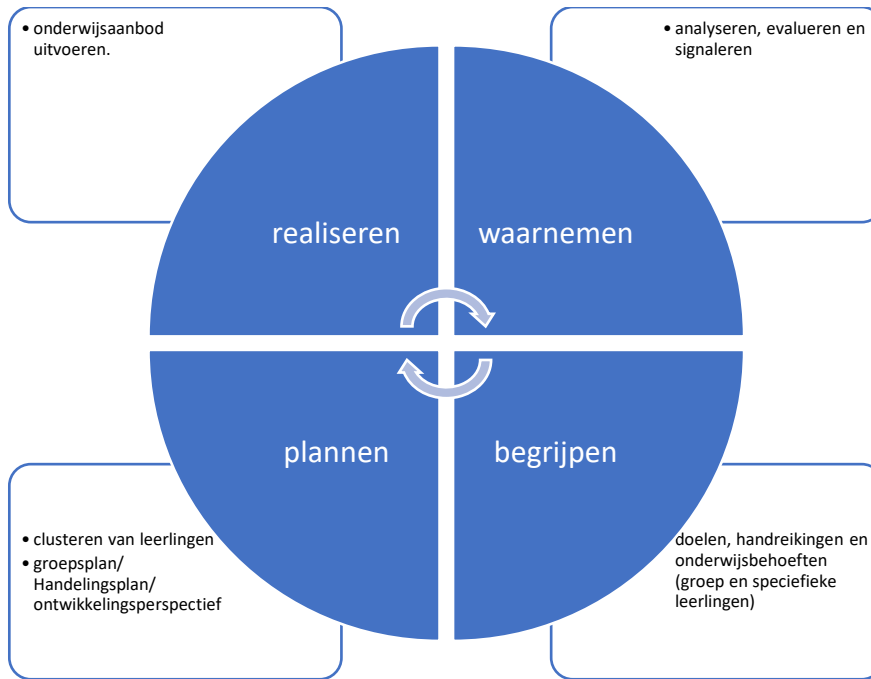 • onderwijsaanbod
uitvoeren.
• analyseren, evalueren en
signaleren
realiseren
waarnemen
plannen
begrijpen
• clusteren van leerlingen
• groepsplan/
Handelingsplan/
ontwikkelingsperspectief
doelen, handreikingen en
onderwijsbehoeften
(groep en speciefieke
leerlingen)